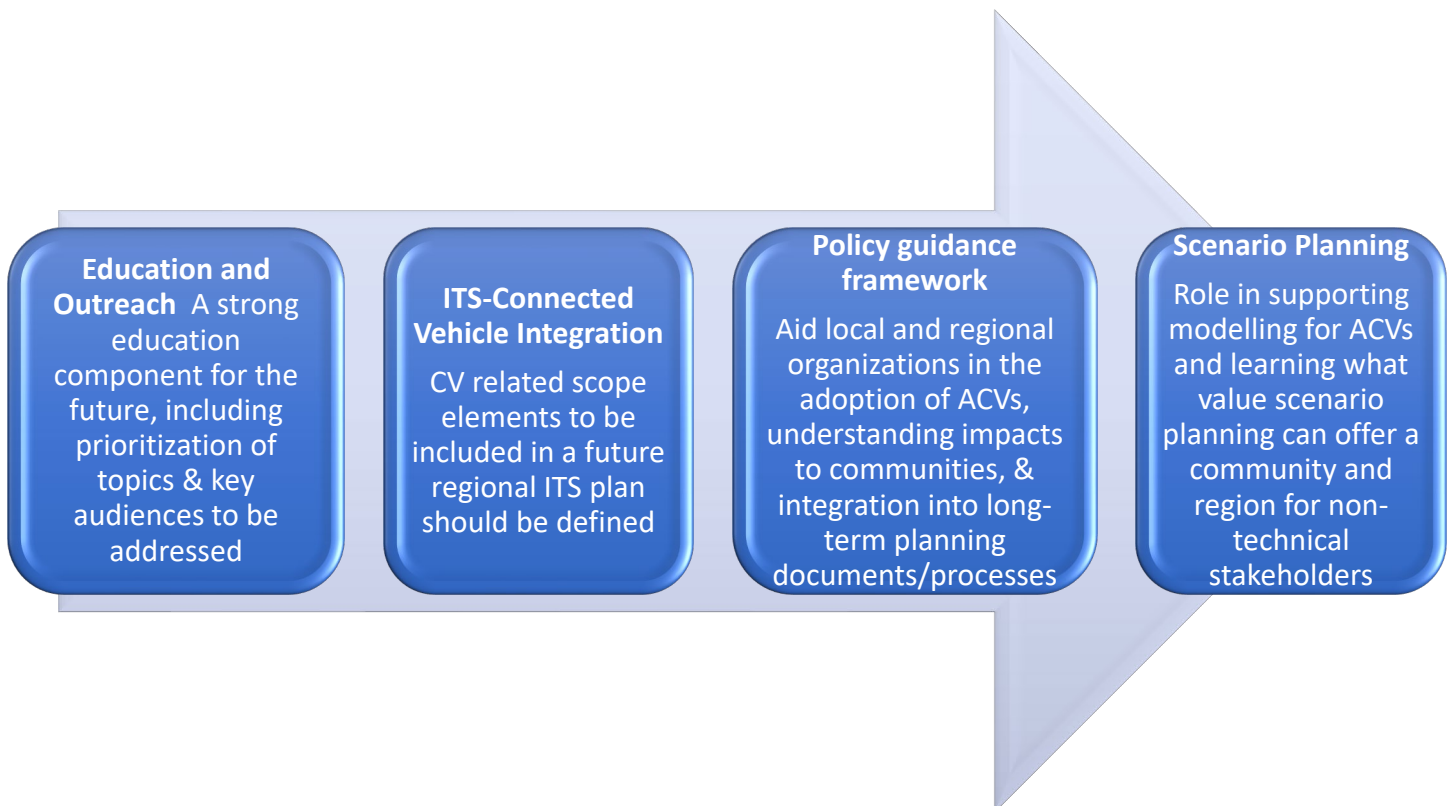 Education and
Outreach  A strong
education
component for the
future, including
prioritization of
topics & key
audiences to be
addressed
ITS-Connected
Vehicle Integration
CV related scope
elements to be
included in a future
regional ITS plan
should be defined
Policy guidance
framework
Aid local and regional
organizations in the
adoption of ACVs,
understanding impacts
to communities, &
integration into long-
term planning
documents/processes
Scenario Planning
Role in supporting
modelling for ACVs
and learning what
value scenario
planning can offer a
community and
region for non-
technical
stakeholders